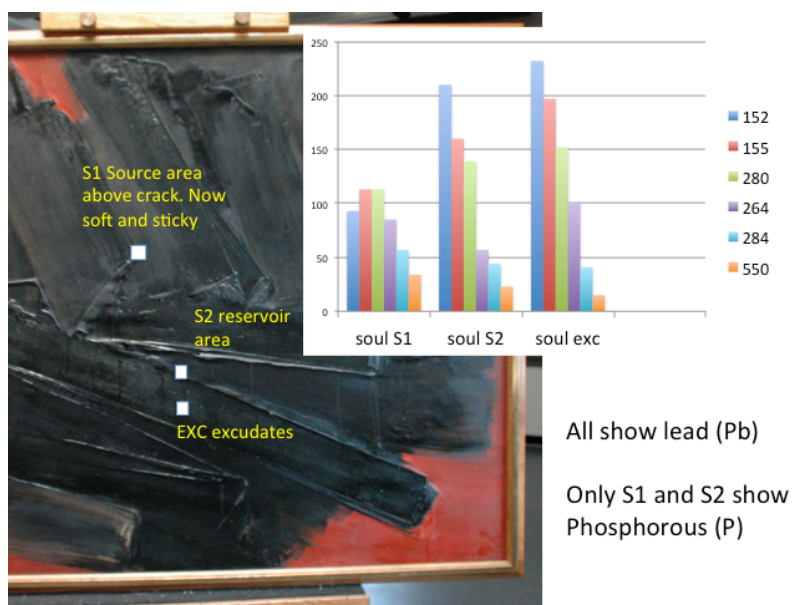 S1 Source area
above crack. Now
soft and sticky
S2 reservoir
area
EXC excudates
250
200
150
100
50
0
soul S1
soul S2
soul exc
152
155
280
264
284
550
All show lead (Pb)
Only S1 and S2 show
Phosphorous (P)